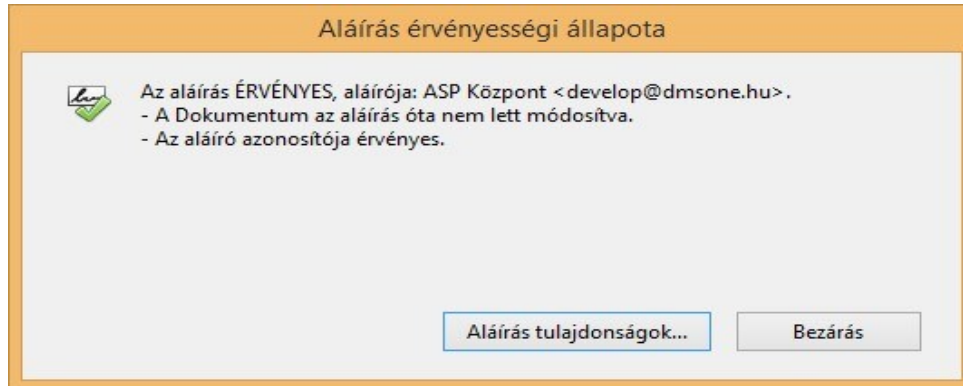 Aláírás érvényességi állapota
Az aláírás ÉRVÉNYES, aláírója: ASP Központ <develop@dmsone.hu>.
- A Dokumentum az aláírás óta nem lett módosítva.
- Az aláíró azonosítója érvényes.
Aláírás tulajdonságok...
Bezárás